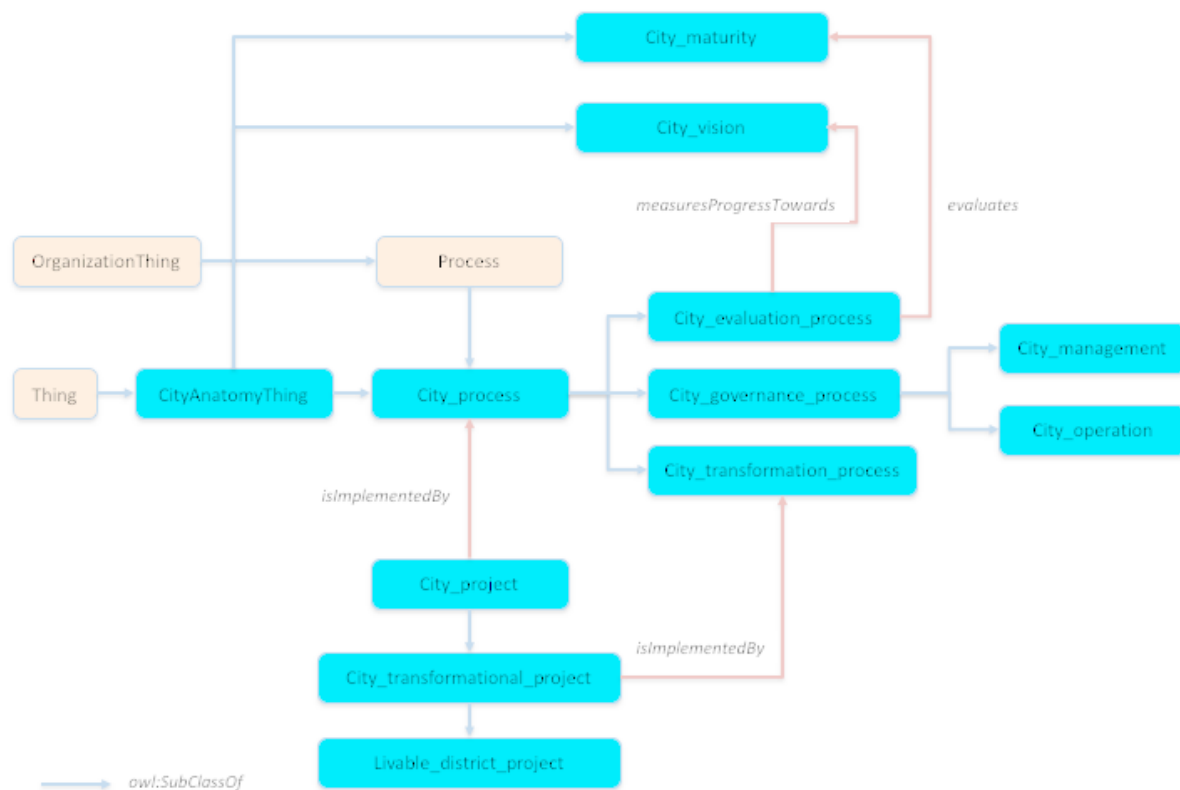 City_maturity
City_vision
measuresProgressTowards
evaluates
OrganizationThing
Process
City_evaluation_process
City_management
Thing
CityAnatomyThing
City_process
City_governance_process
City_operation
City_transformation_process
isImplementedBy
City_project
isImplementedBy
City_transformational_project
Livable_district_project
owl:SubClassOf